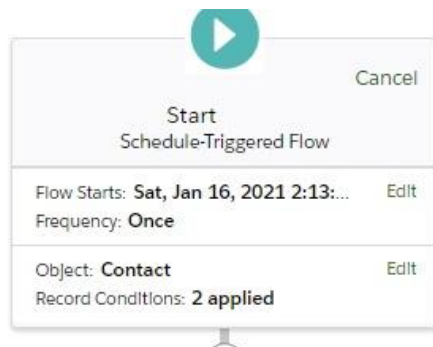 Cancel
Start
Schedule-Triggered Flow
Flow Starts: Sat, Jan 16, 2021 2:13:... Edit
Frequency: Once
Object: Contact Edit
Record Conditions: 2 applied